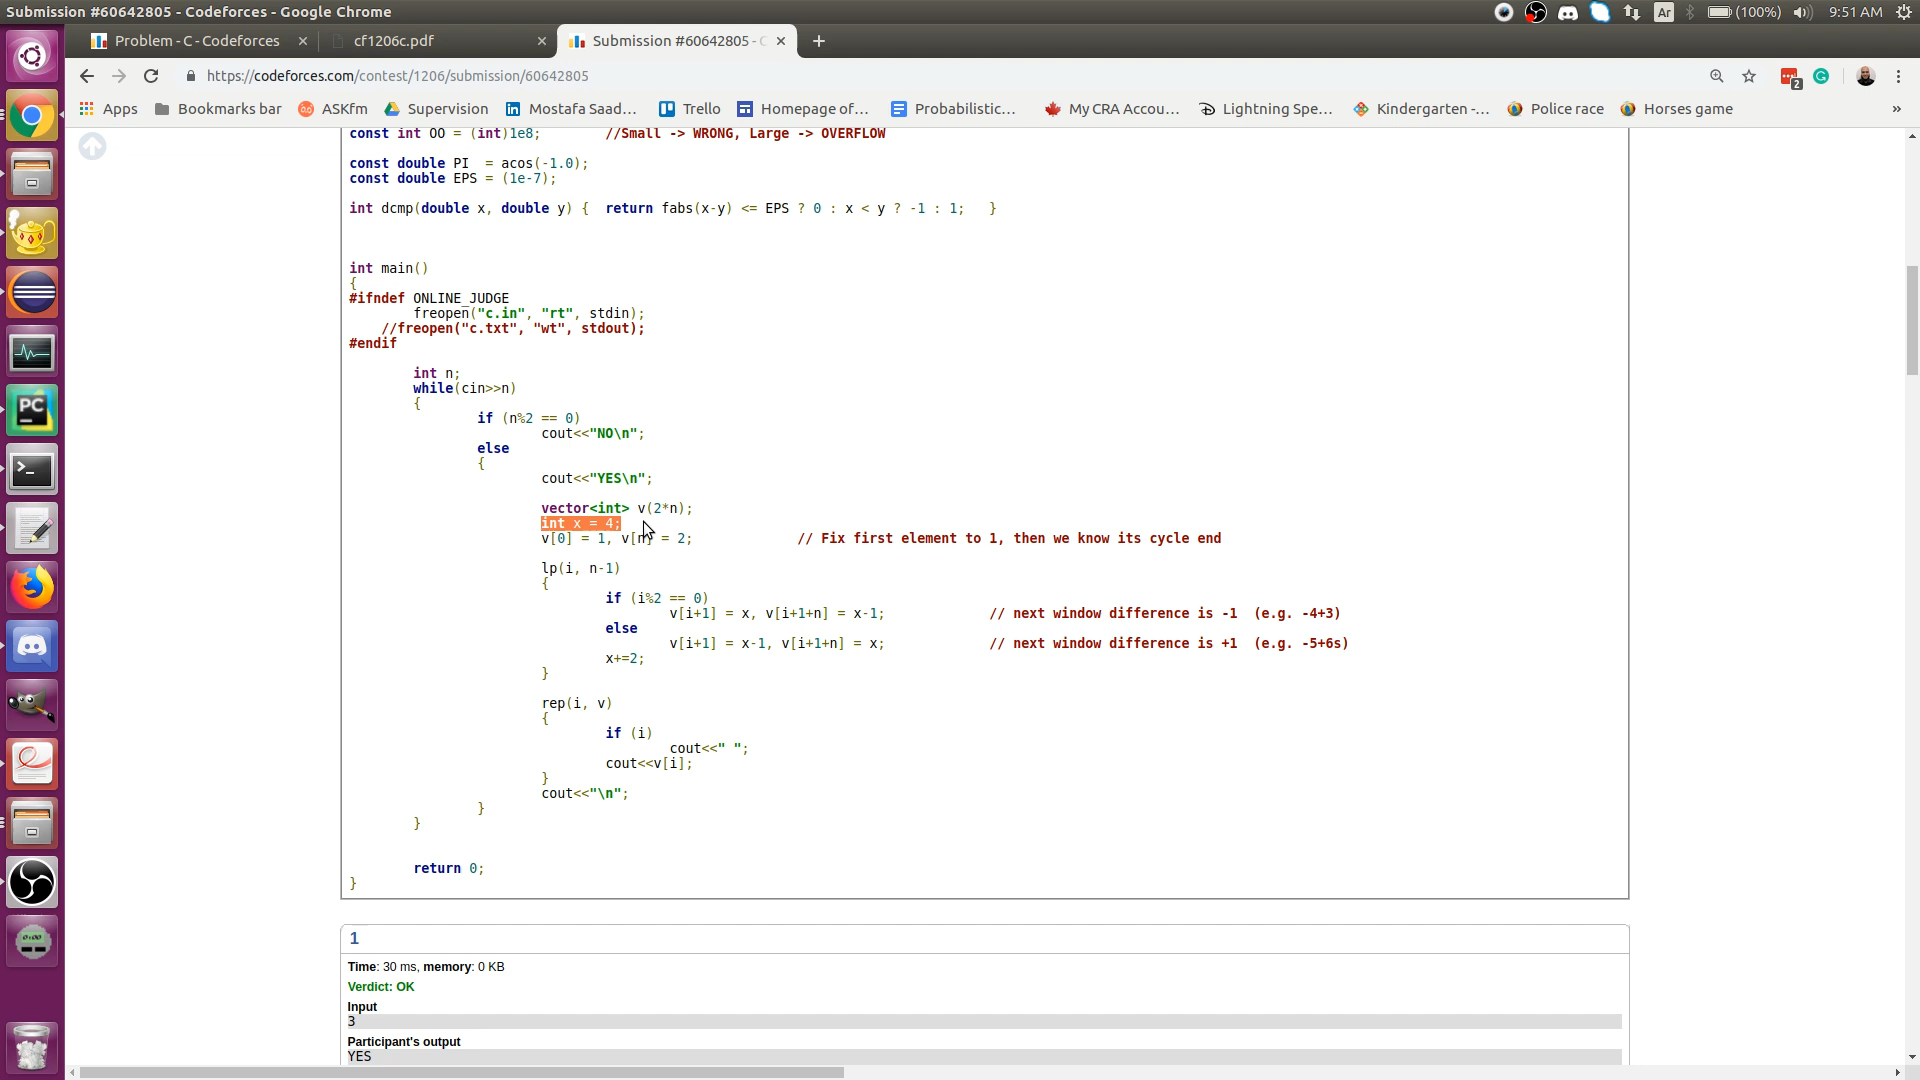 Submission #60642805 - Codeforces - Google Chrome
Ar
(100%)
9:51 AM
Problem - C - Codeforces
cf1206c.pdf
Submission #60642805 - C
https://codeforces.com/contest/1206/submission/60642805
2
Apps
Bookmarks bar
ASKfm
Supervision
MostafaSaad...
Trello
Homepage of...
Probabilistic...
My CRA Accou...
Lightning Spe...
Kindergarten -...
Police race
Horses game
»
const int OO = (int)1e8;        //Small -> WRONG, Large -> OVERFLOW
const double PI  = acos(-1.0);
const double EPS = (1e-7);
int dcmp(double x, double y) {  return fabs(x-y) <= EPS ? 0 : x < y ? -1 : 1;   }
int main()
{
#ifndef ONLINE_JUDGE
freopen("c.in", "rt", stdin);
//freopen("c.txt", "wt", stdout);
#endif
int n;
while(cin>>n)
{
if (n%2 == 0)
cout<<"NO\n";
else
{
cout<<"YES\n";
vector<int> v(2*n);
int x = 4;
v[0] = 1, v[n] = 2;             // Fix first element to 1, then we know its cycle end
lp(i, n-1)
{
if (i%2 == 0)
v[i+1] = x, v[i+1+n] = x-1;             // next window difference is -1  (e.g. -4+3)
else
v[i+1] = x-1, v[i+1+n] = x;             // next window difference is +1  (e.g. -5+6s)
x+=2;
}
rep(i, v)
{
if (i)
cout<<" ";
cout<<v[i];
}
cout<<"\n";
}
}
return 0;
}
1
Time: 30 ms, memory: 0 KB
Verdict: OK
Input
3
Participant's output
YES
PC